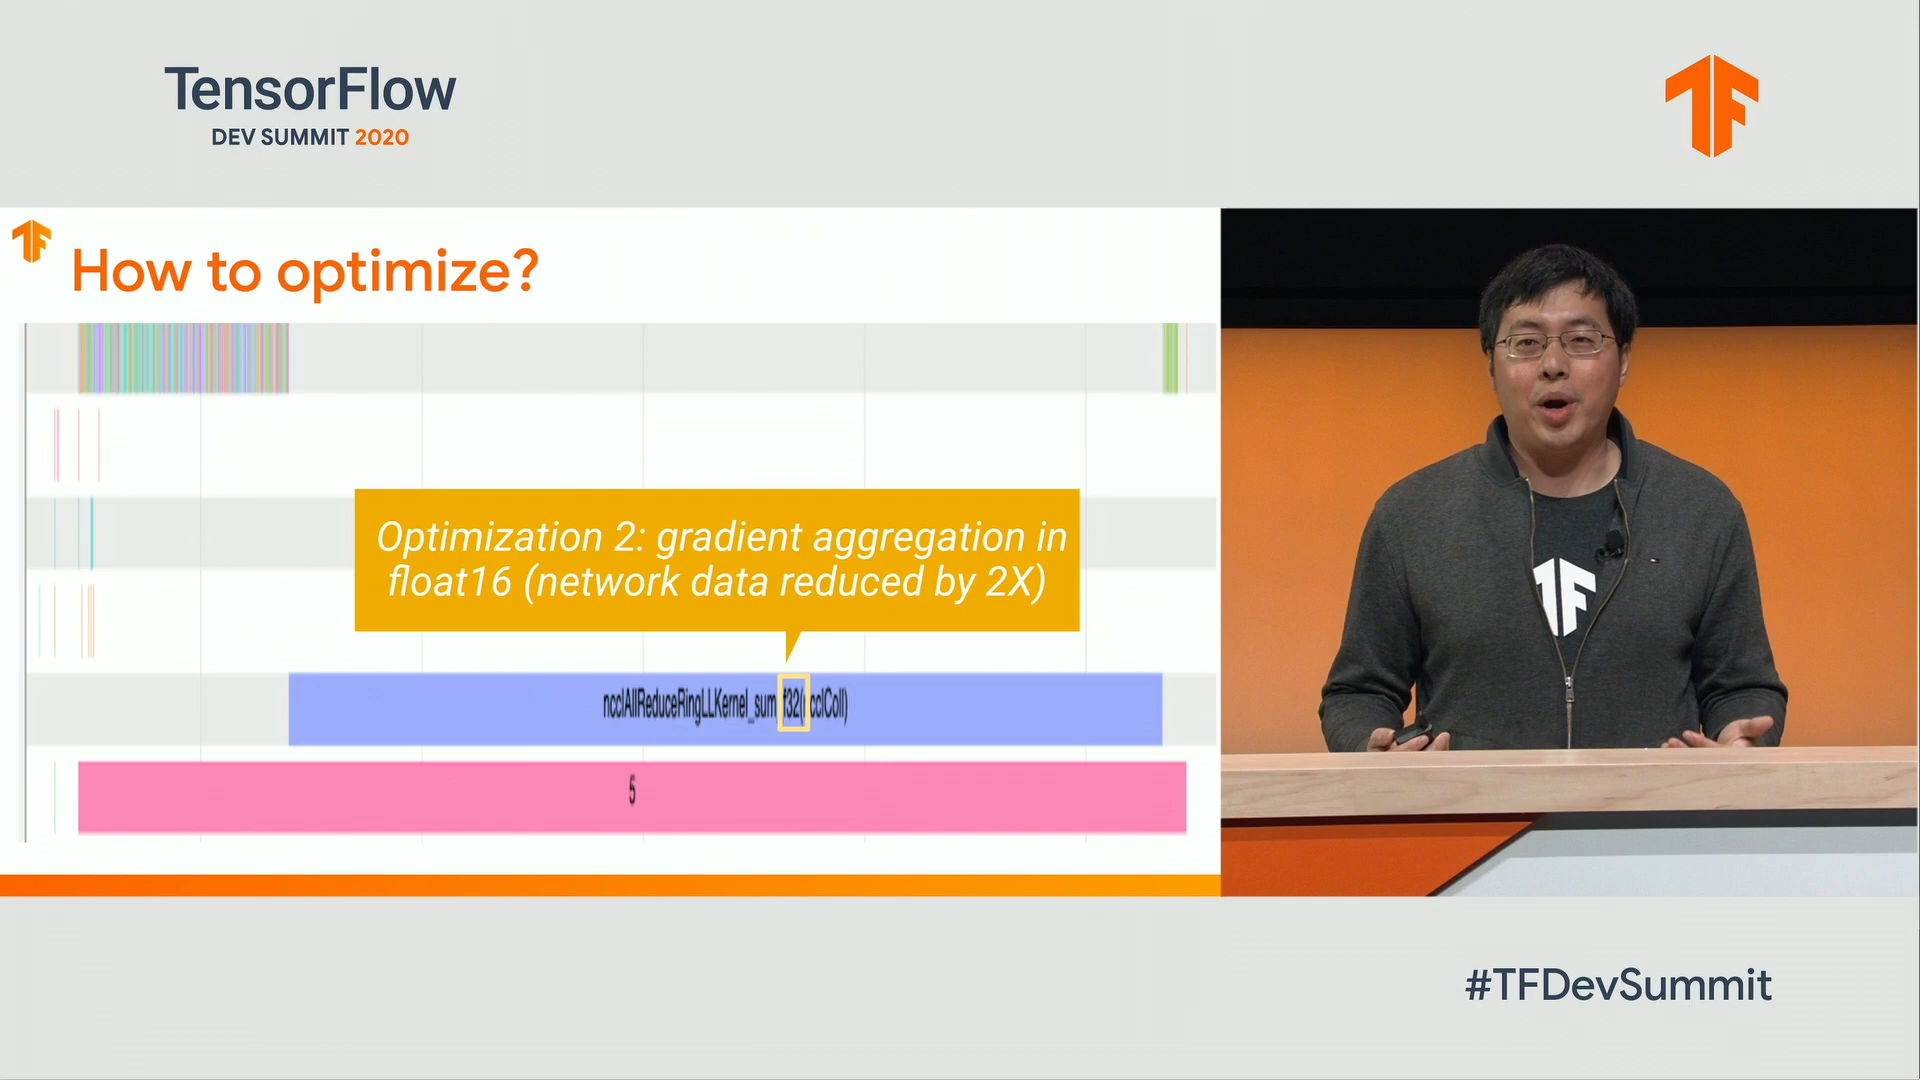 TensorFlow
DEV SUMMIT 2020
How to optimize?
Optimization 2: gradient aggregation in
float16 (network data reduced by 2X)
ncclAllReduceRingLLKernel_sum_f32(ncclColl)
5
#TFDevSummit